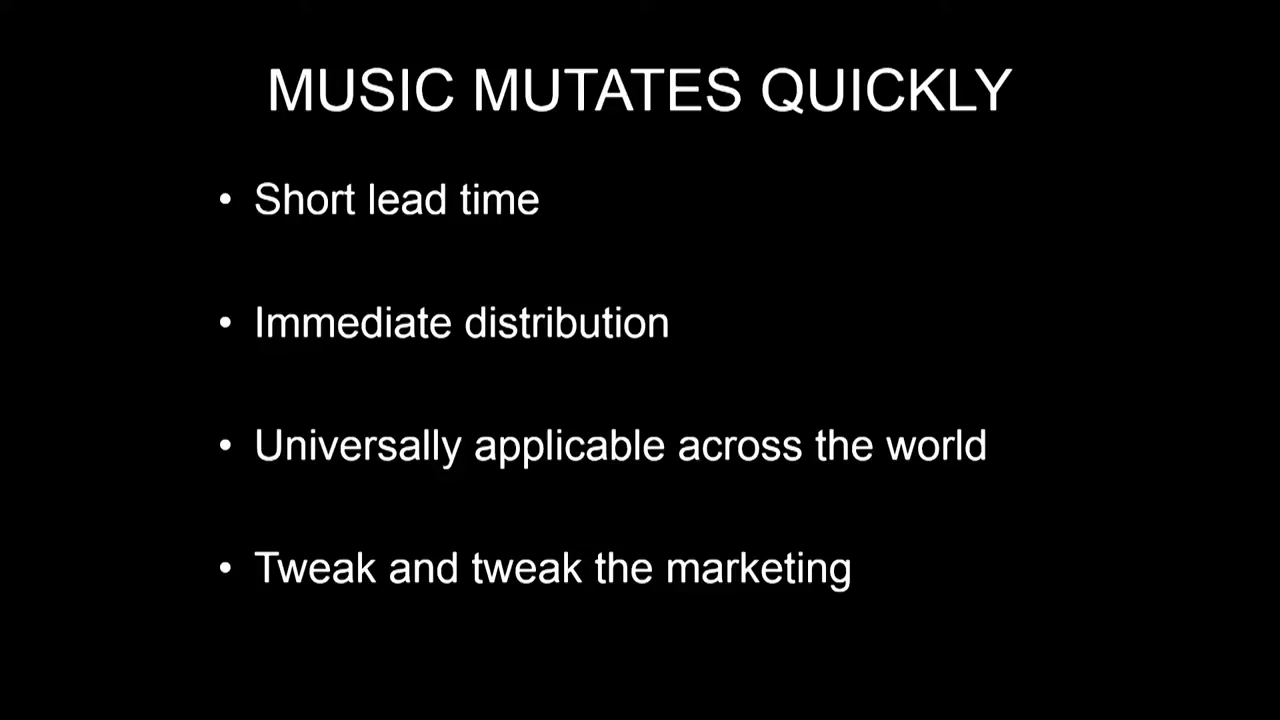 MUSIC MUTATES QUICKLY
• Short lead time
• Immediate distribution
• Universally applicable across the world
• Tweak and tweak the marketing